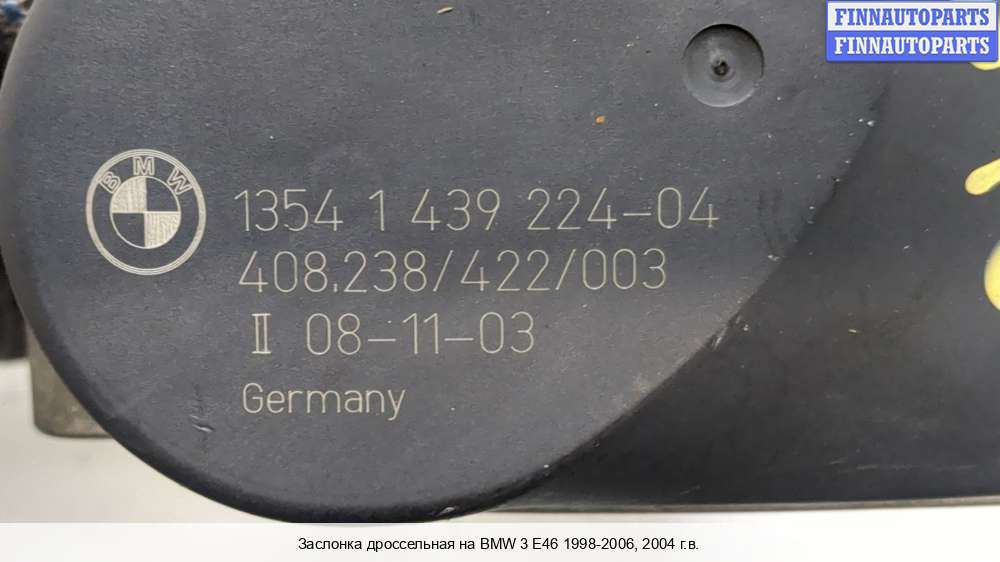 FINNAUTOPARTS
FINNAUTOPARTS
BMW
1354 1 439 224-04
408.238/422/003
II 08-11-03
Germany
Заслонка дроссельная на BMW 3 E46 1998-2006, 2004 г.в.